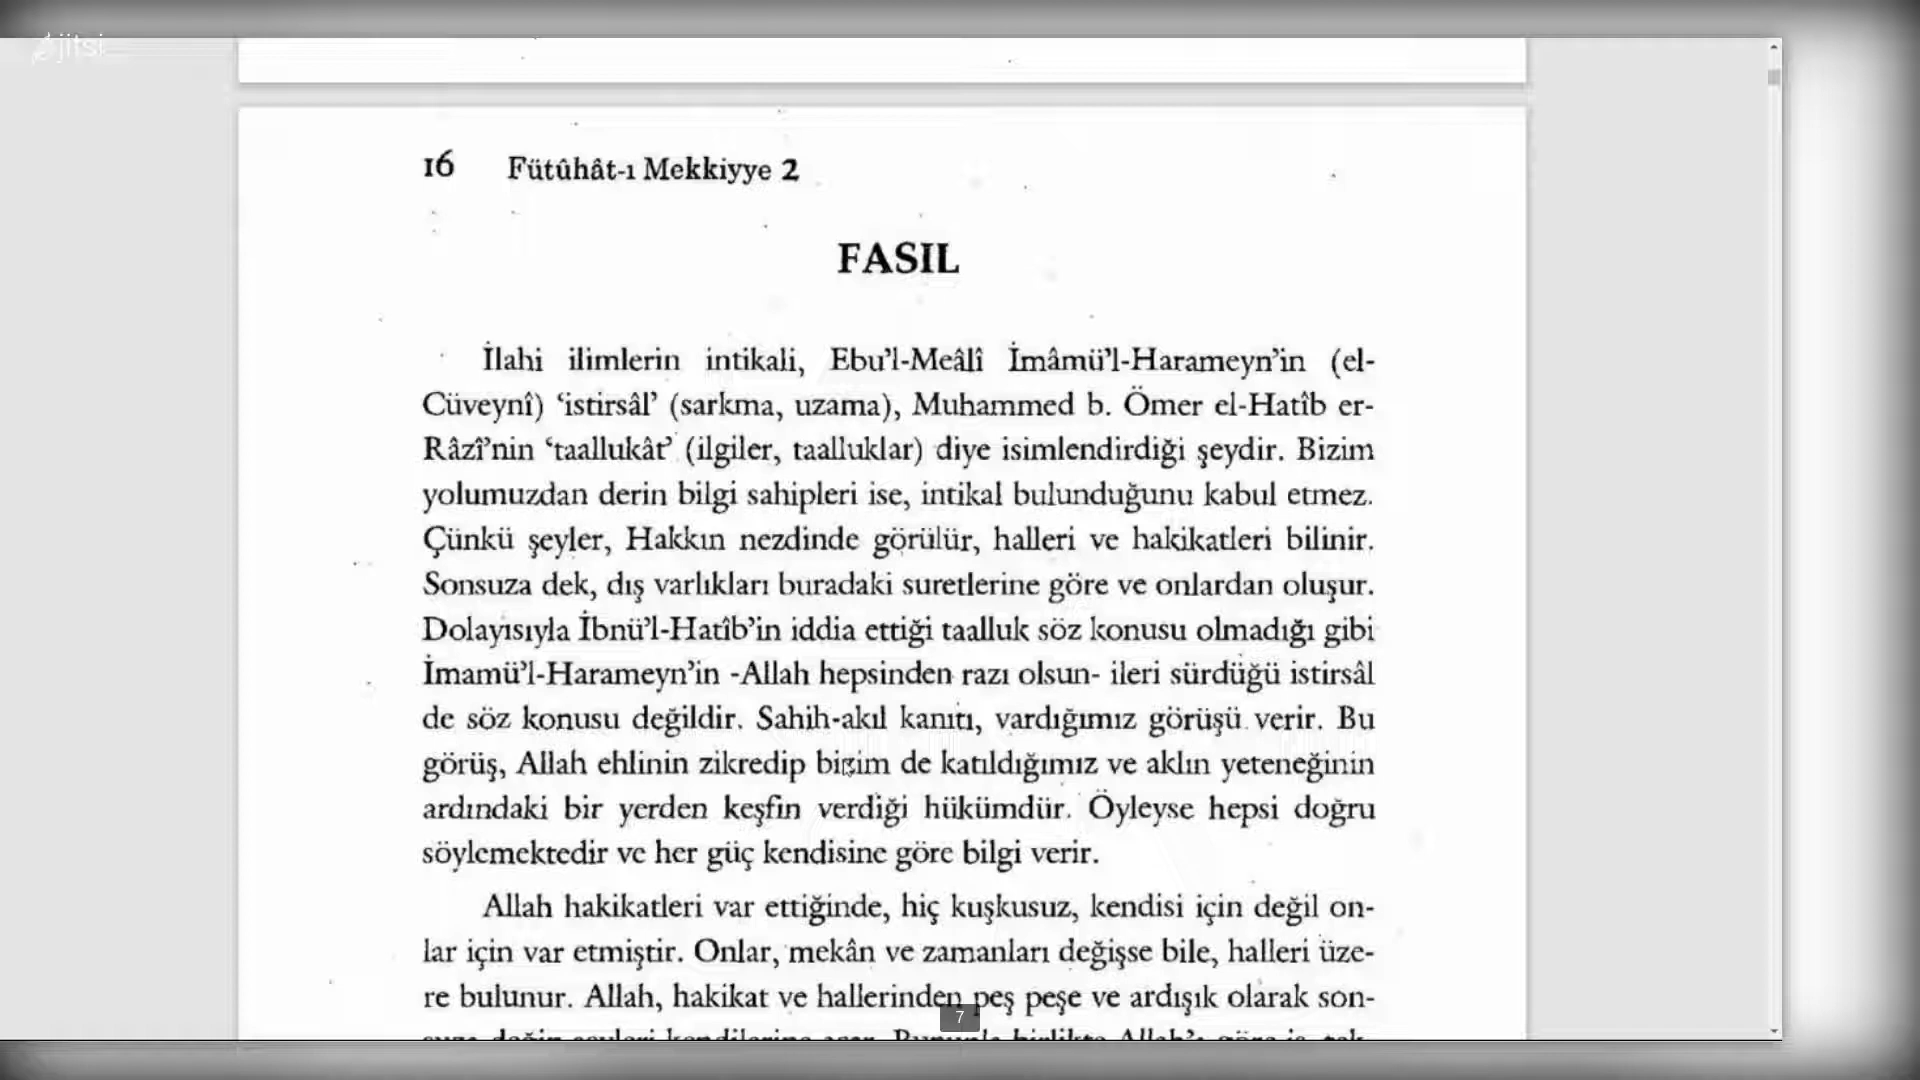 jitsi
16 Fütûhât-ı Mekkiyye 2
FASIL
İlahi ilimlerin intikali, Ebu’l-Meâlî İmâmü’l-Harameyn’in (el-
Cüveynî) ‘istirsâl’ (sarkma, uzama), Muhammed b. Ömer el-Hatîb er-
Râzî’nin ‘taallukât’ (ilgiler, taalluklar) diye isimlendirdiği şeydir. Bizim
yolumuzdan derin bilgi sahipleri ise, intikal bulunduğunu kabul etmez.
Çünkü şeyler, Hakkın nezdinde görülür, halleri ve hakikatleri bilinir.
Sonsuza dek, dış varlıkları buradaki suretlerine göre ve onlardan oluşur.
Dolayısıyla İbnü’l-Hatîb’in iddia ettiği taalluk söz konusu olmadığı gibi
İmamü’l-Harameyn’in -Allah hepsinden razı olsun- ileri sürdüğü istirsâl
de söz konusu değildir. Sahih-akıl kanıtı, vardığımız görüşü verir. Bu
görüş, Allah ehlinin zikredip bizim de katıldığımız ve aklın yeteneğinin
ardındaki bir yerden keşfin verdiği hükümdür. Öyleyse hepsi doğru
söylemektedir ve her güç kendisine göre bilgi verir.
Allah hakikatleri var ettiğinde, hiç kuşkusuz, kendisi için değil on-
lar için var etmiştir. Onlar, mekân ve zamanları değişse bile, halleri üze-
re bulunur. Allah, hakikat ve hallerinden peş peşe ve ardışık olarak son-
7